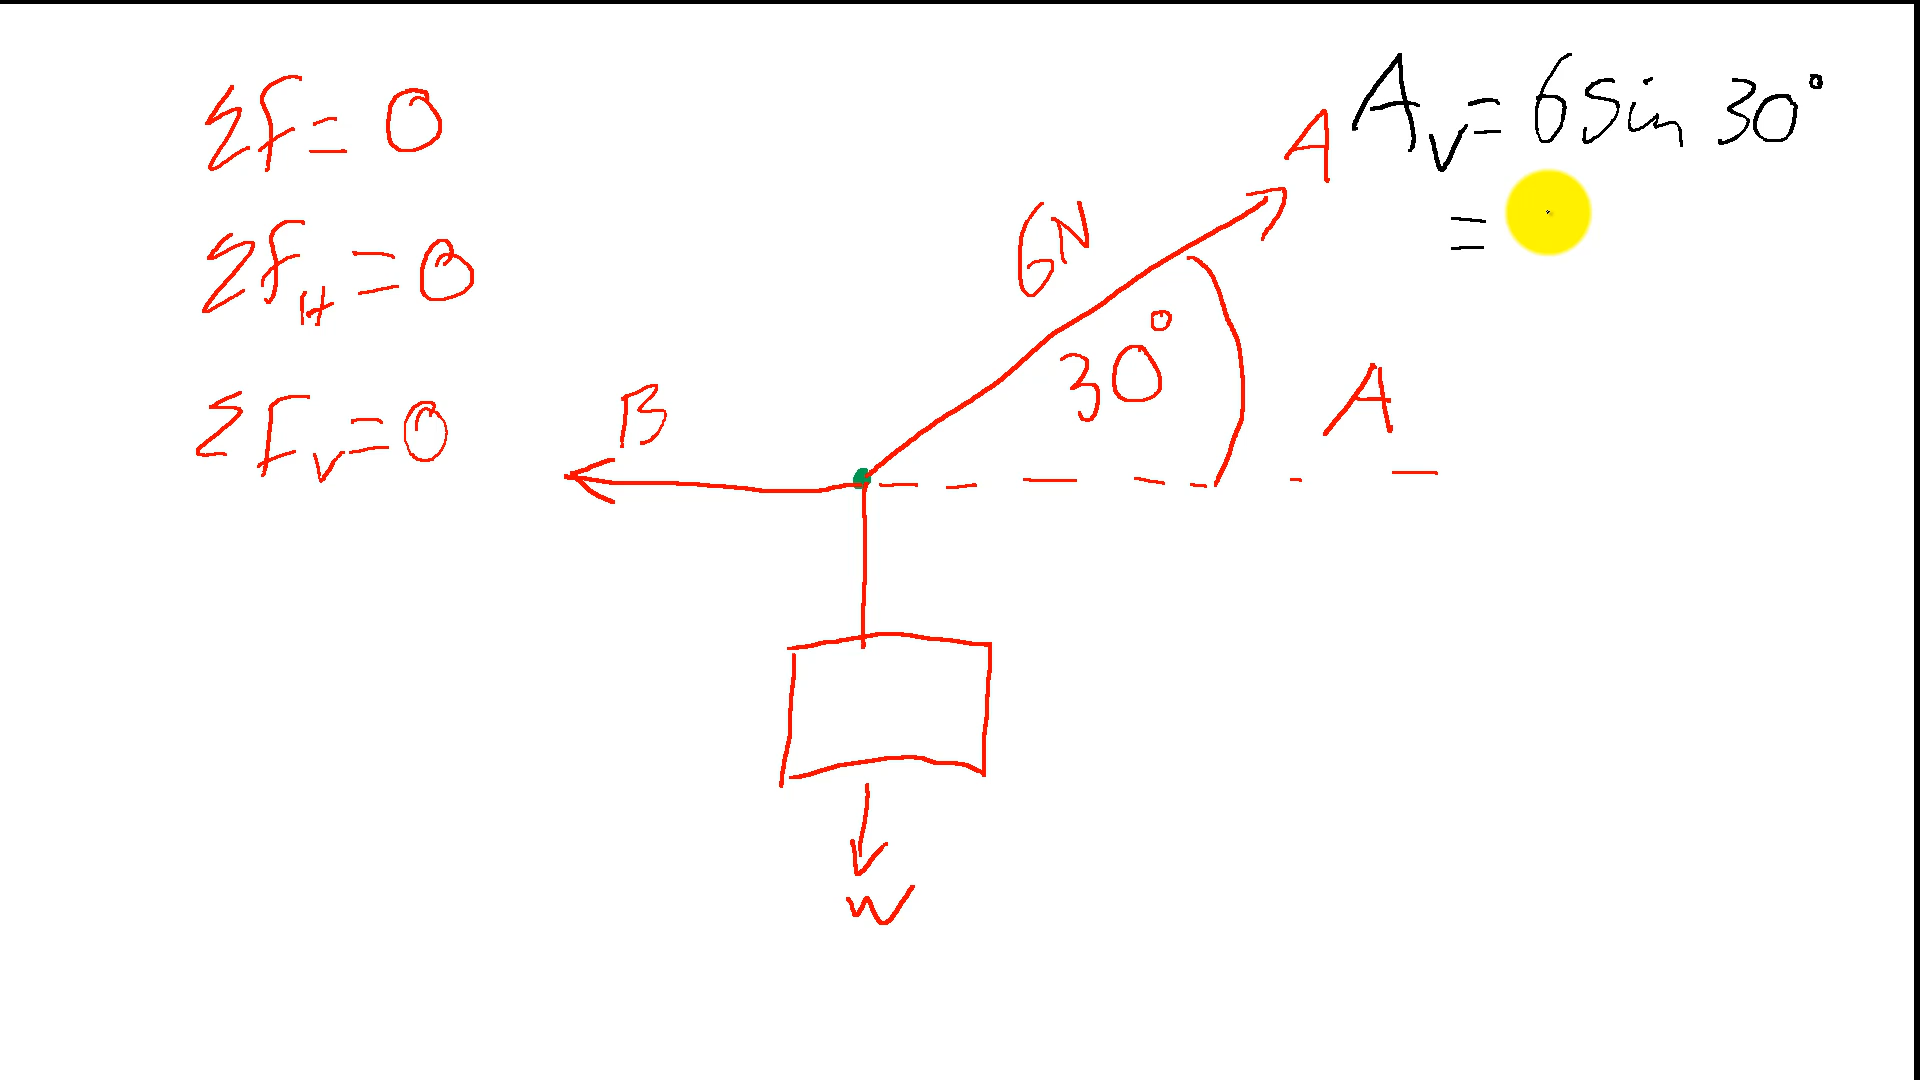 ΣF = 0
ΣF_H = 0
ΣF_V = 0
B
6N
30°
A
A
A_V = 6 Sin 30°
=
W